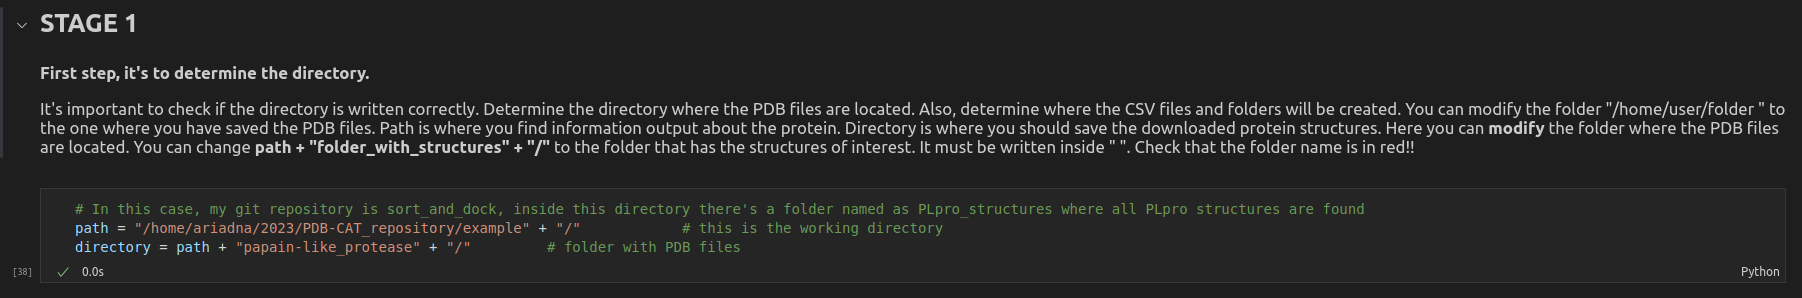 STAGE 1
First step, it's to determine the directory.
It's important to check if the directory is written correctly. Determine the directory where the PDB files are located. Also, determine where the CSV files and folders will be created. You can modify the folder "/home/user/folder " to
the one where you have saved the PDB files. Path is where you find information output about the protein. Directory is where you should save the downloaded protein structures. Here you can modify the folder where the PDB files
are located. You can change path + "folder_with_structures" + "/" to the folder that has the structures of interest. It must be written inside " ". Check that the folder name is in red!!
# In this case, my git repository is sort_and_dock, inside this directory there's a folder named as PLpro_structures where all PLpro structures are found
path = "/home/ariadna/2023/PDB-CAT_repository/example" + "/" # this is the working directory
directory = path + "papain-like_protease" + "/" # folder with PDB files
[38] ✓ 0.0s Python